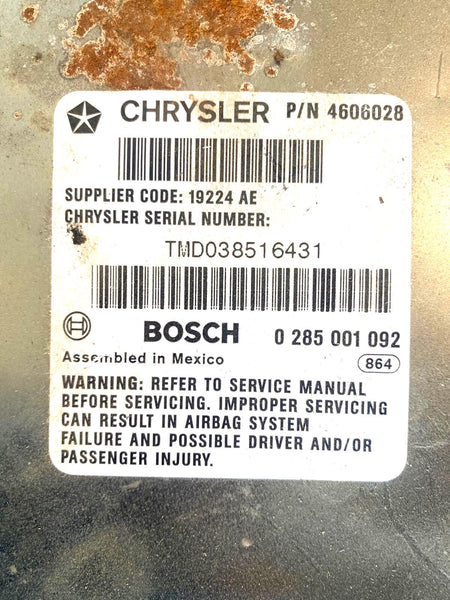 CHRYSLER P/N 4606028
SUPPLIER CODE: 19224 AE
CHRYSLER SERIAL NUMBER:
TMD038516431
BOSCH 0 285 001 092
Assembled in Mexico 864
WARNING: REFER TO SERVICE MANUAL
BEFORE SERVICING. IMPROPER SERVICING
CAN RESULT IN AIRBAG SYSTEM
FAILURE AND POSSIBLE DRIVER AND/OR
PASSENGER INJURY.